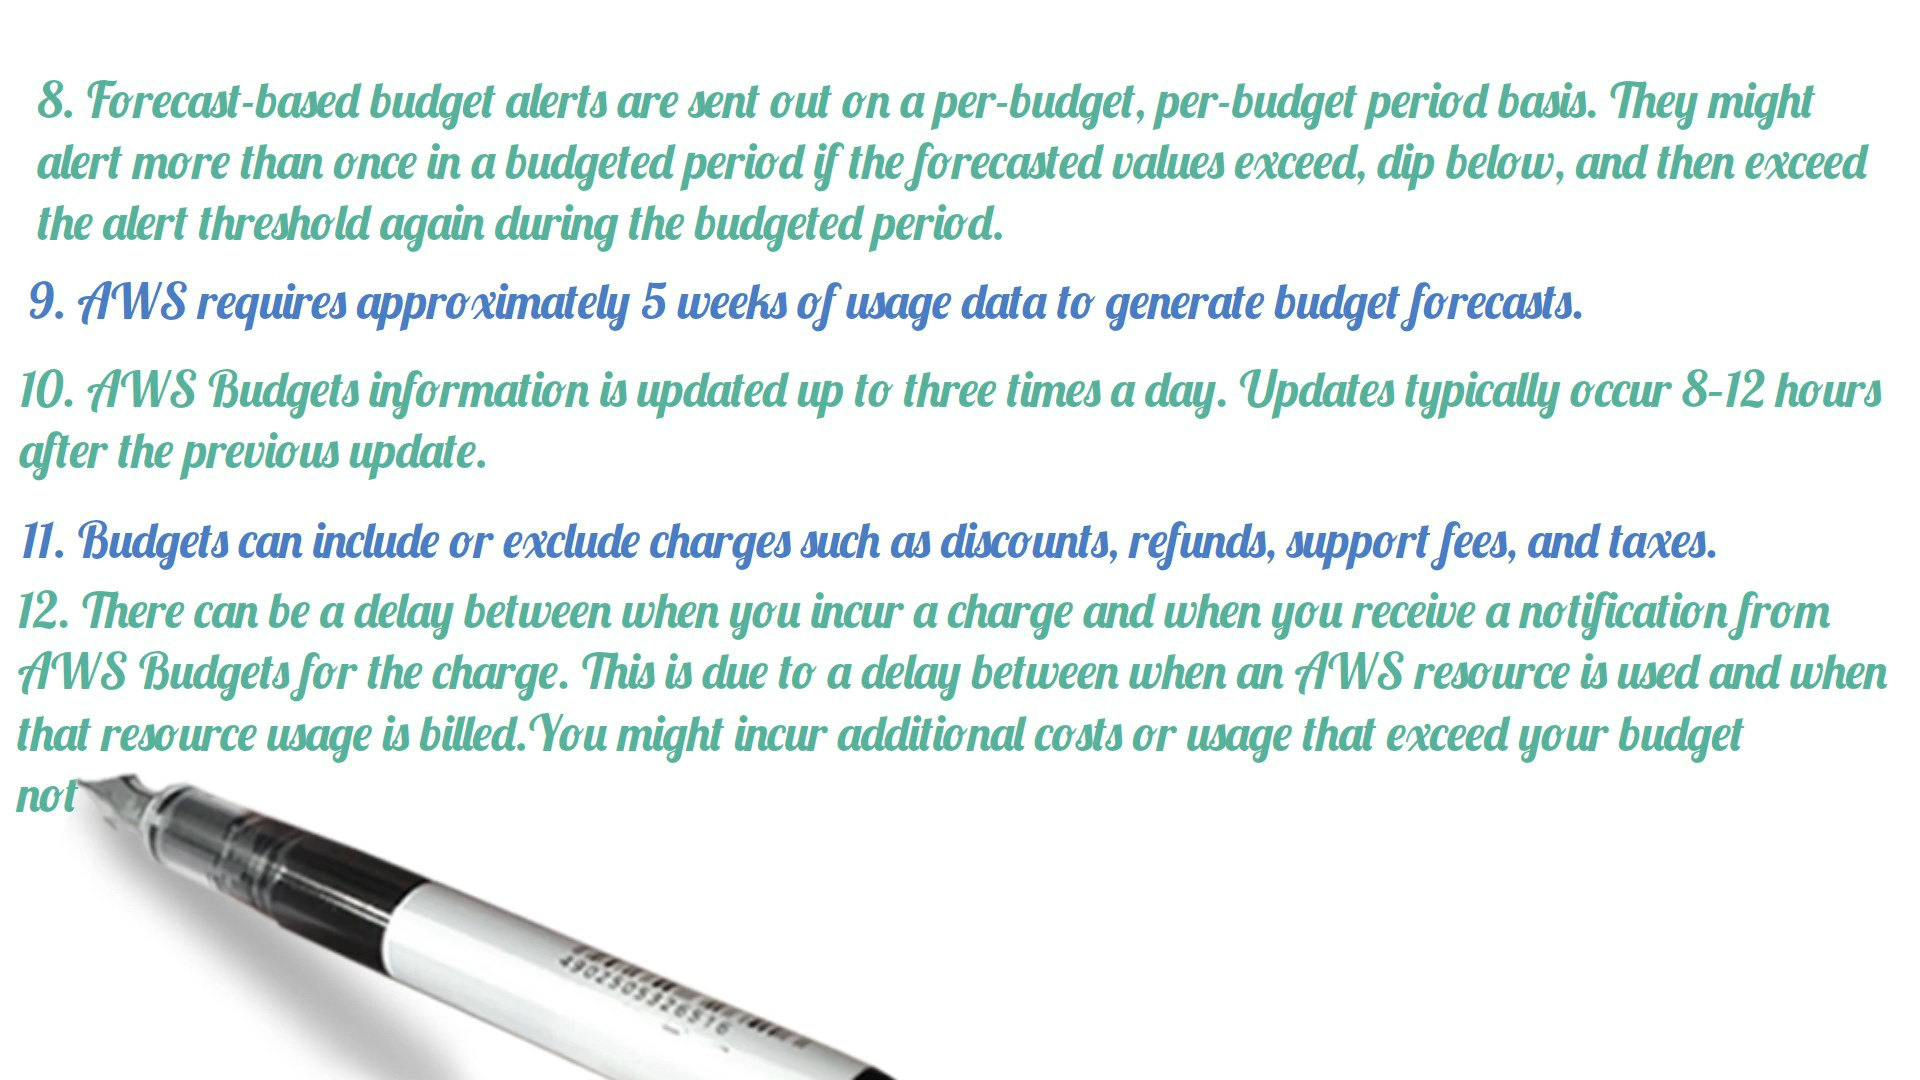 8. Forecast-based budget alerts are sent out on a per-budget, per-budget period basis. They might
alert more than once in a budgeted period if the forecasted values exceed, dip below, and then exceed
the alert threshold again during the budgeted period.
9. AWS requires approximately 5 weeks of usage data to generate budget forecasts.
10. AWS Budgets information is updated up to three times a day. Updates typically occur 8–12 hours
after the previous update.
11. Budgets can include or exclude charges such as discounts, refunds, support fees, and taxes.
12. There can be a delay between when you incur a charge and when you receive a notification from
AWS Budgets for the charge. This is due to a delay between when an AWS resource is used and when
that resource usage is billed.You might incur additional costs or usage that exceed your budget
not
4902505326516